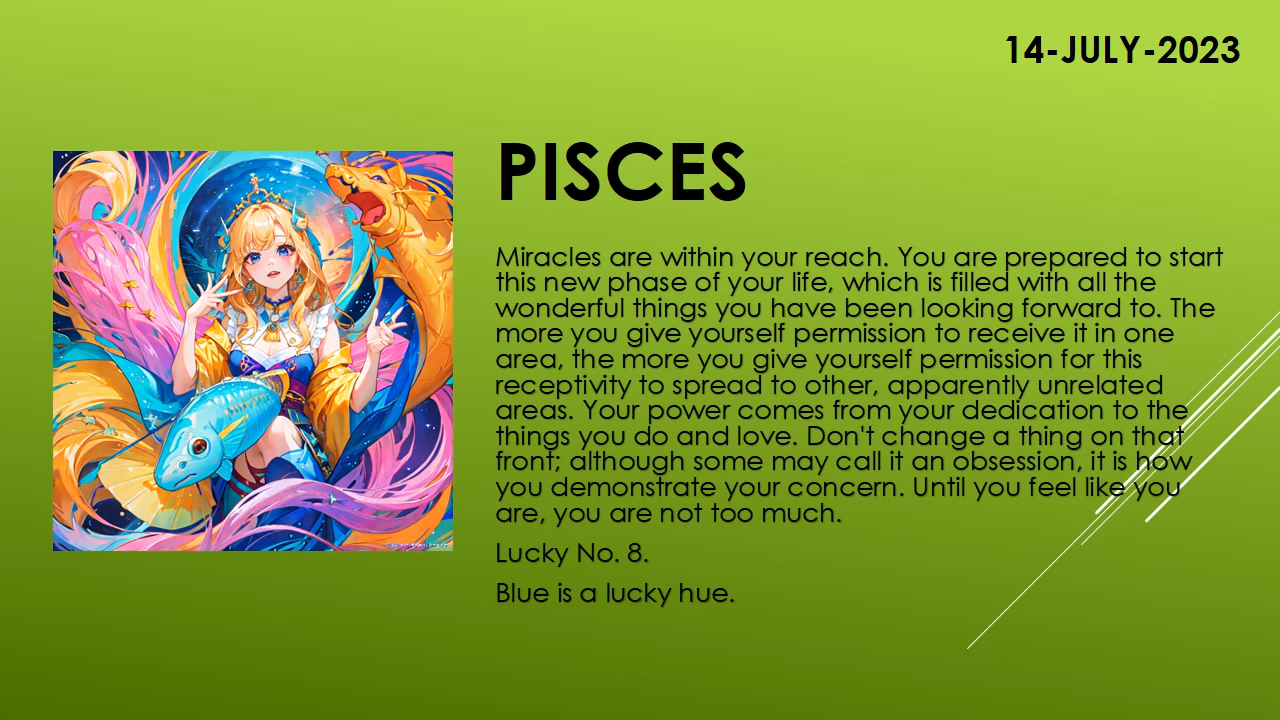 14-JULY-2023
PISCES
Miracles are within your reach. You are prepared to start
this new phase of your life, which is filled with all the
wonderful things you have been looking forward to. The
more you give yourself permission to receive it in one
area, the more you give yourself permission for this
receptivity to spread to other, apparently unrelated
areas. Your power comes from your dedication to the
things you do and love. Don't change a thing on that
front; although some may call it an obsession, it is how
you demonstrate your concern. Until you feel like you
are, you are not too much.
Lucky No. 8.
Blue is a lucky hue.